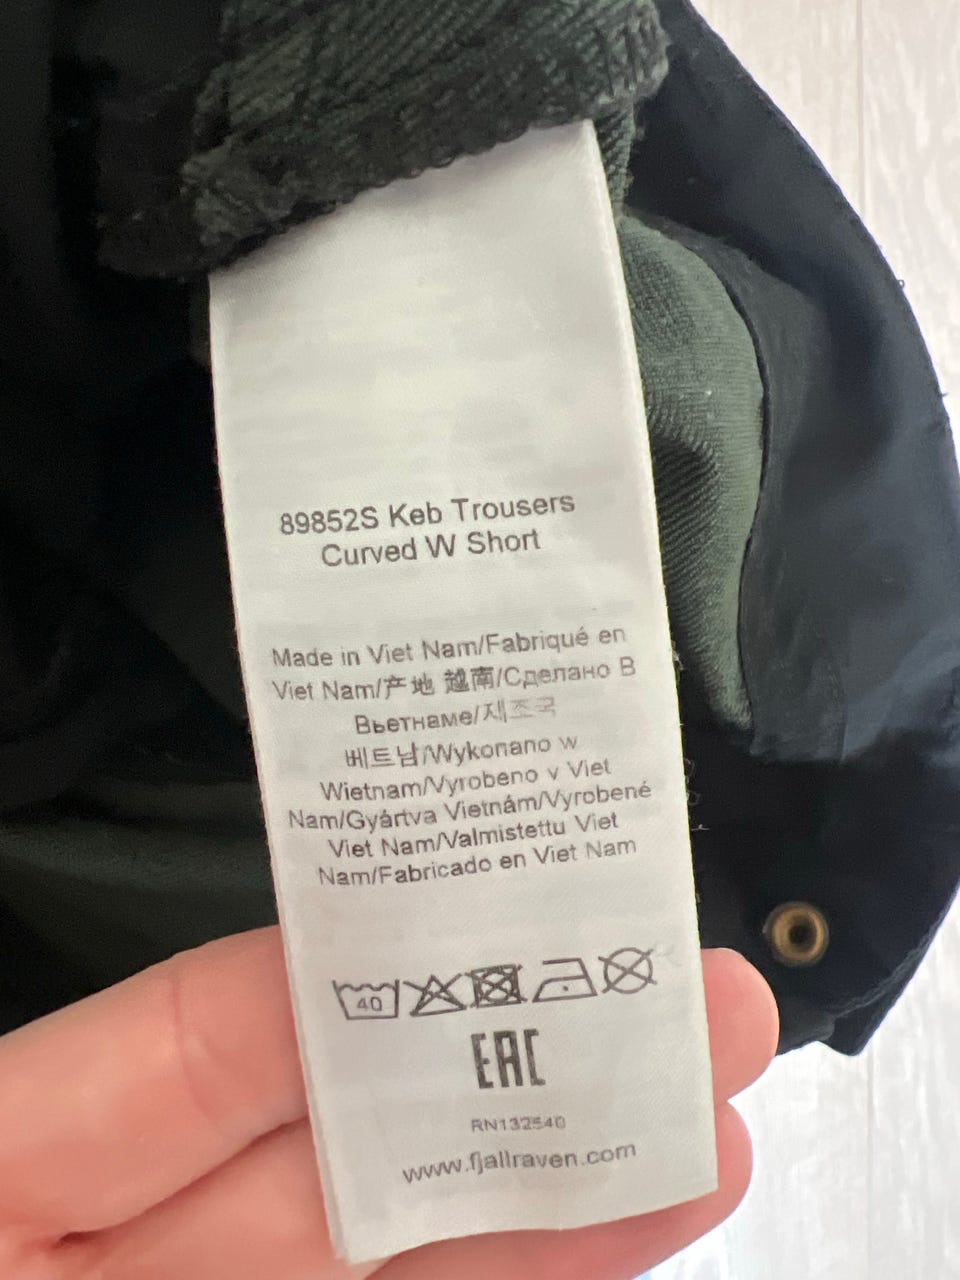 89852S Keb Trousers
Curved W Short
Made in Viet Nam/Fabriqué en
Viet Nam/产地 越南/Сделано В
Вьетнаме/제조국
베트남/Wykonano w
Wietnam/Vyrobeno v Viet
Nam/Gyártva Vietnám/Vyrobené
Viet Nam/Valmistettu Viet
Nam/Fabricado en Viet Nam
40
EAC
RN132540
www.fjallraven.com